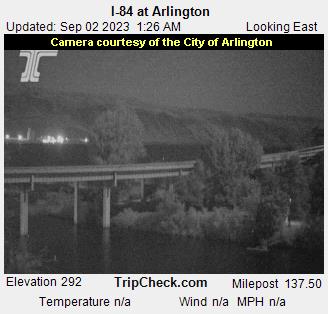 I-84 at Arlington
Updated: Sep 02 2023 1:26 AM Looking East
Camera courtesy of the City of Arlington
Elevation 292 TripCheck.com Milepost 137.50
Temperature n/a Wind n/a MPH n/a